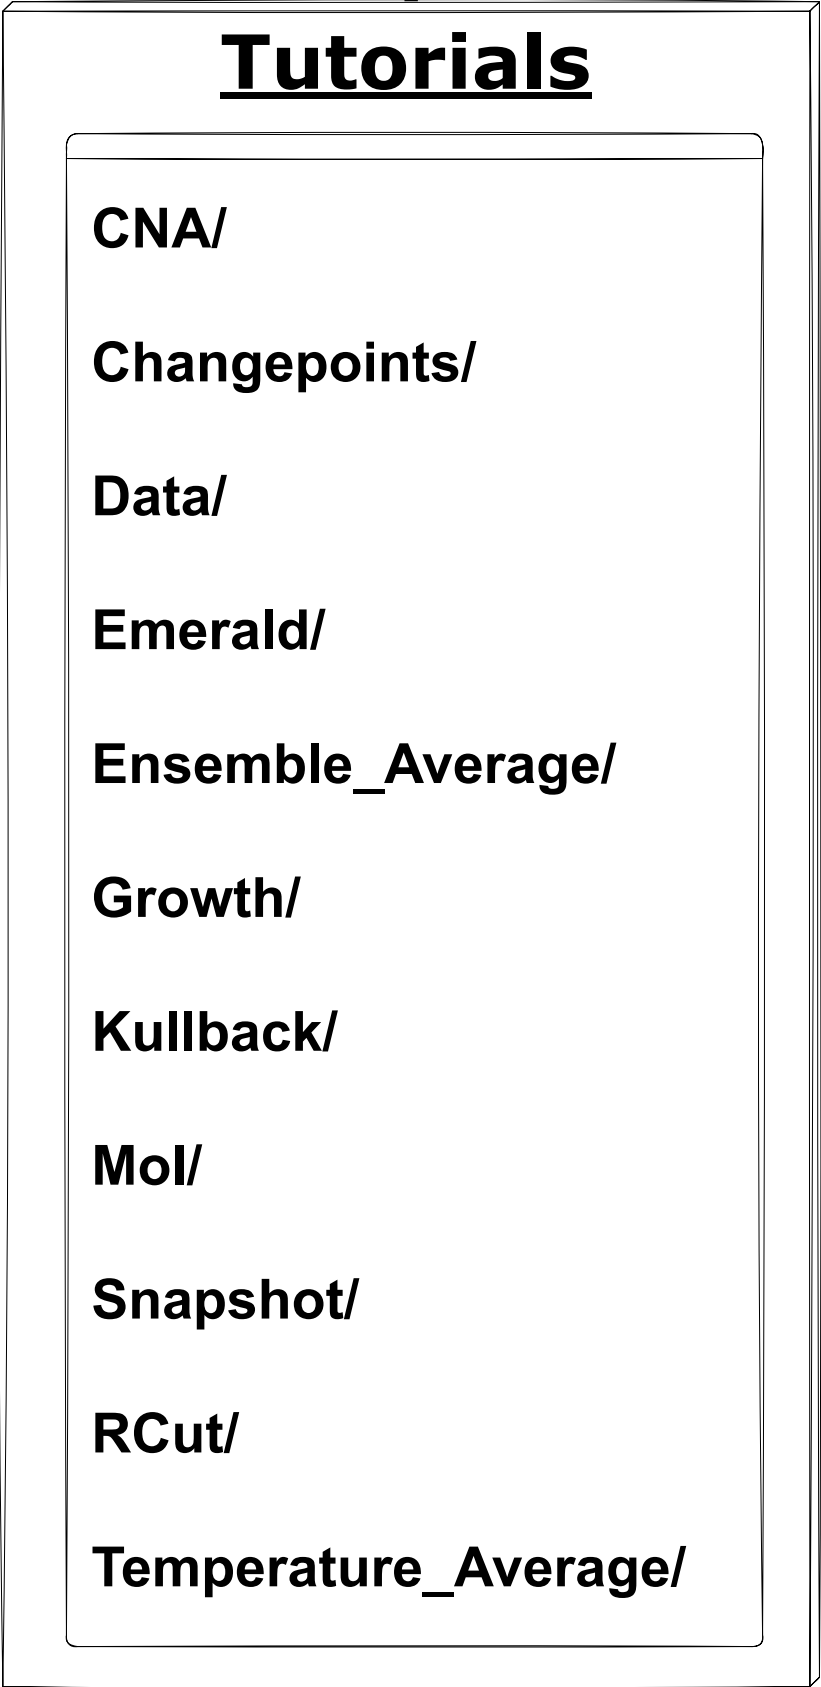 Tutorials
CNA/
Changepoints/
Data/
Emerald/
Ensemble_Average/
Growth/
Kullback/
Mol/
Snapshot/
RCut/
Temperature_Average/